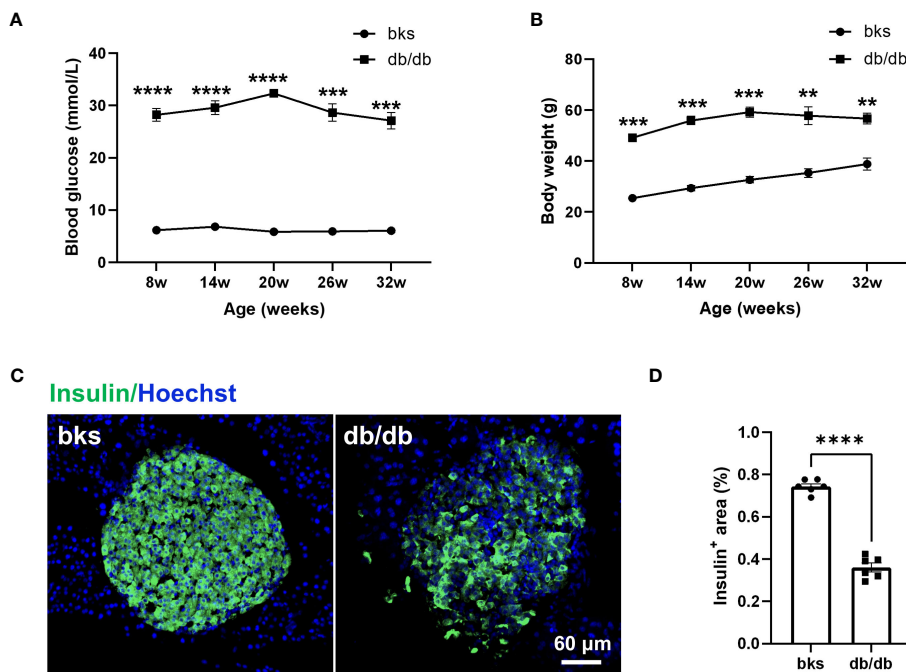 A
bks
db/db
Blood glucose (mmol/L)
40
30
20
10
0
****
****
****
***
***
8w
14w
20w
26w
32w
Age (weeks)
B
bks
db/db
Body weight (g)
80
60
40
20
0
***
***
***
**
**
8w
14w
20w
26w
32w
Age (weeks)
C
Insulin/Hoechst
bks
db/db
60 µm
D
Insulin+ area (%)
1.0
0.8
0.6
0.4
0.2
0.0
****
bks
db/db